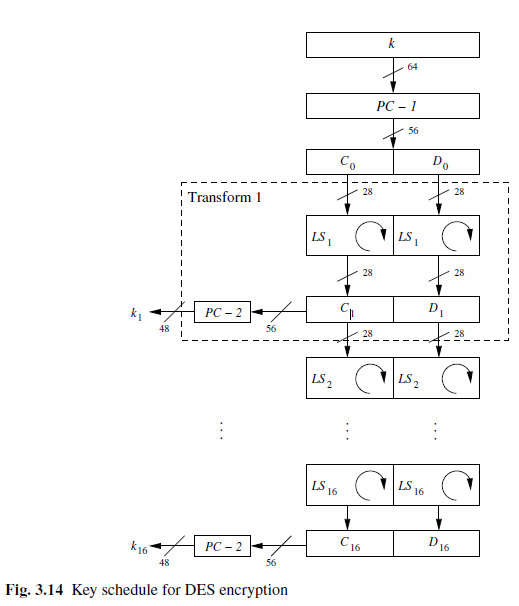 k
64
PC – 1
56
C0 D0
28 28
Transform 1
LS1 LS1
28 28
k1 48 PC – 2 56 C1 D1
28 28
LS2 LS2
⋮ ⋮ ⋮
LS16 LS16
k16 48 PC – 2 56 C16 D16
Fig. 3.14 Key schedule for DES encryption